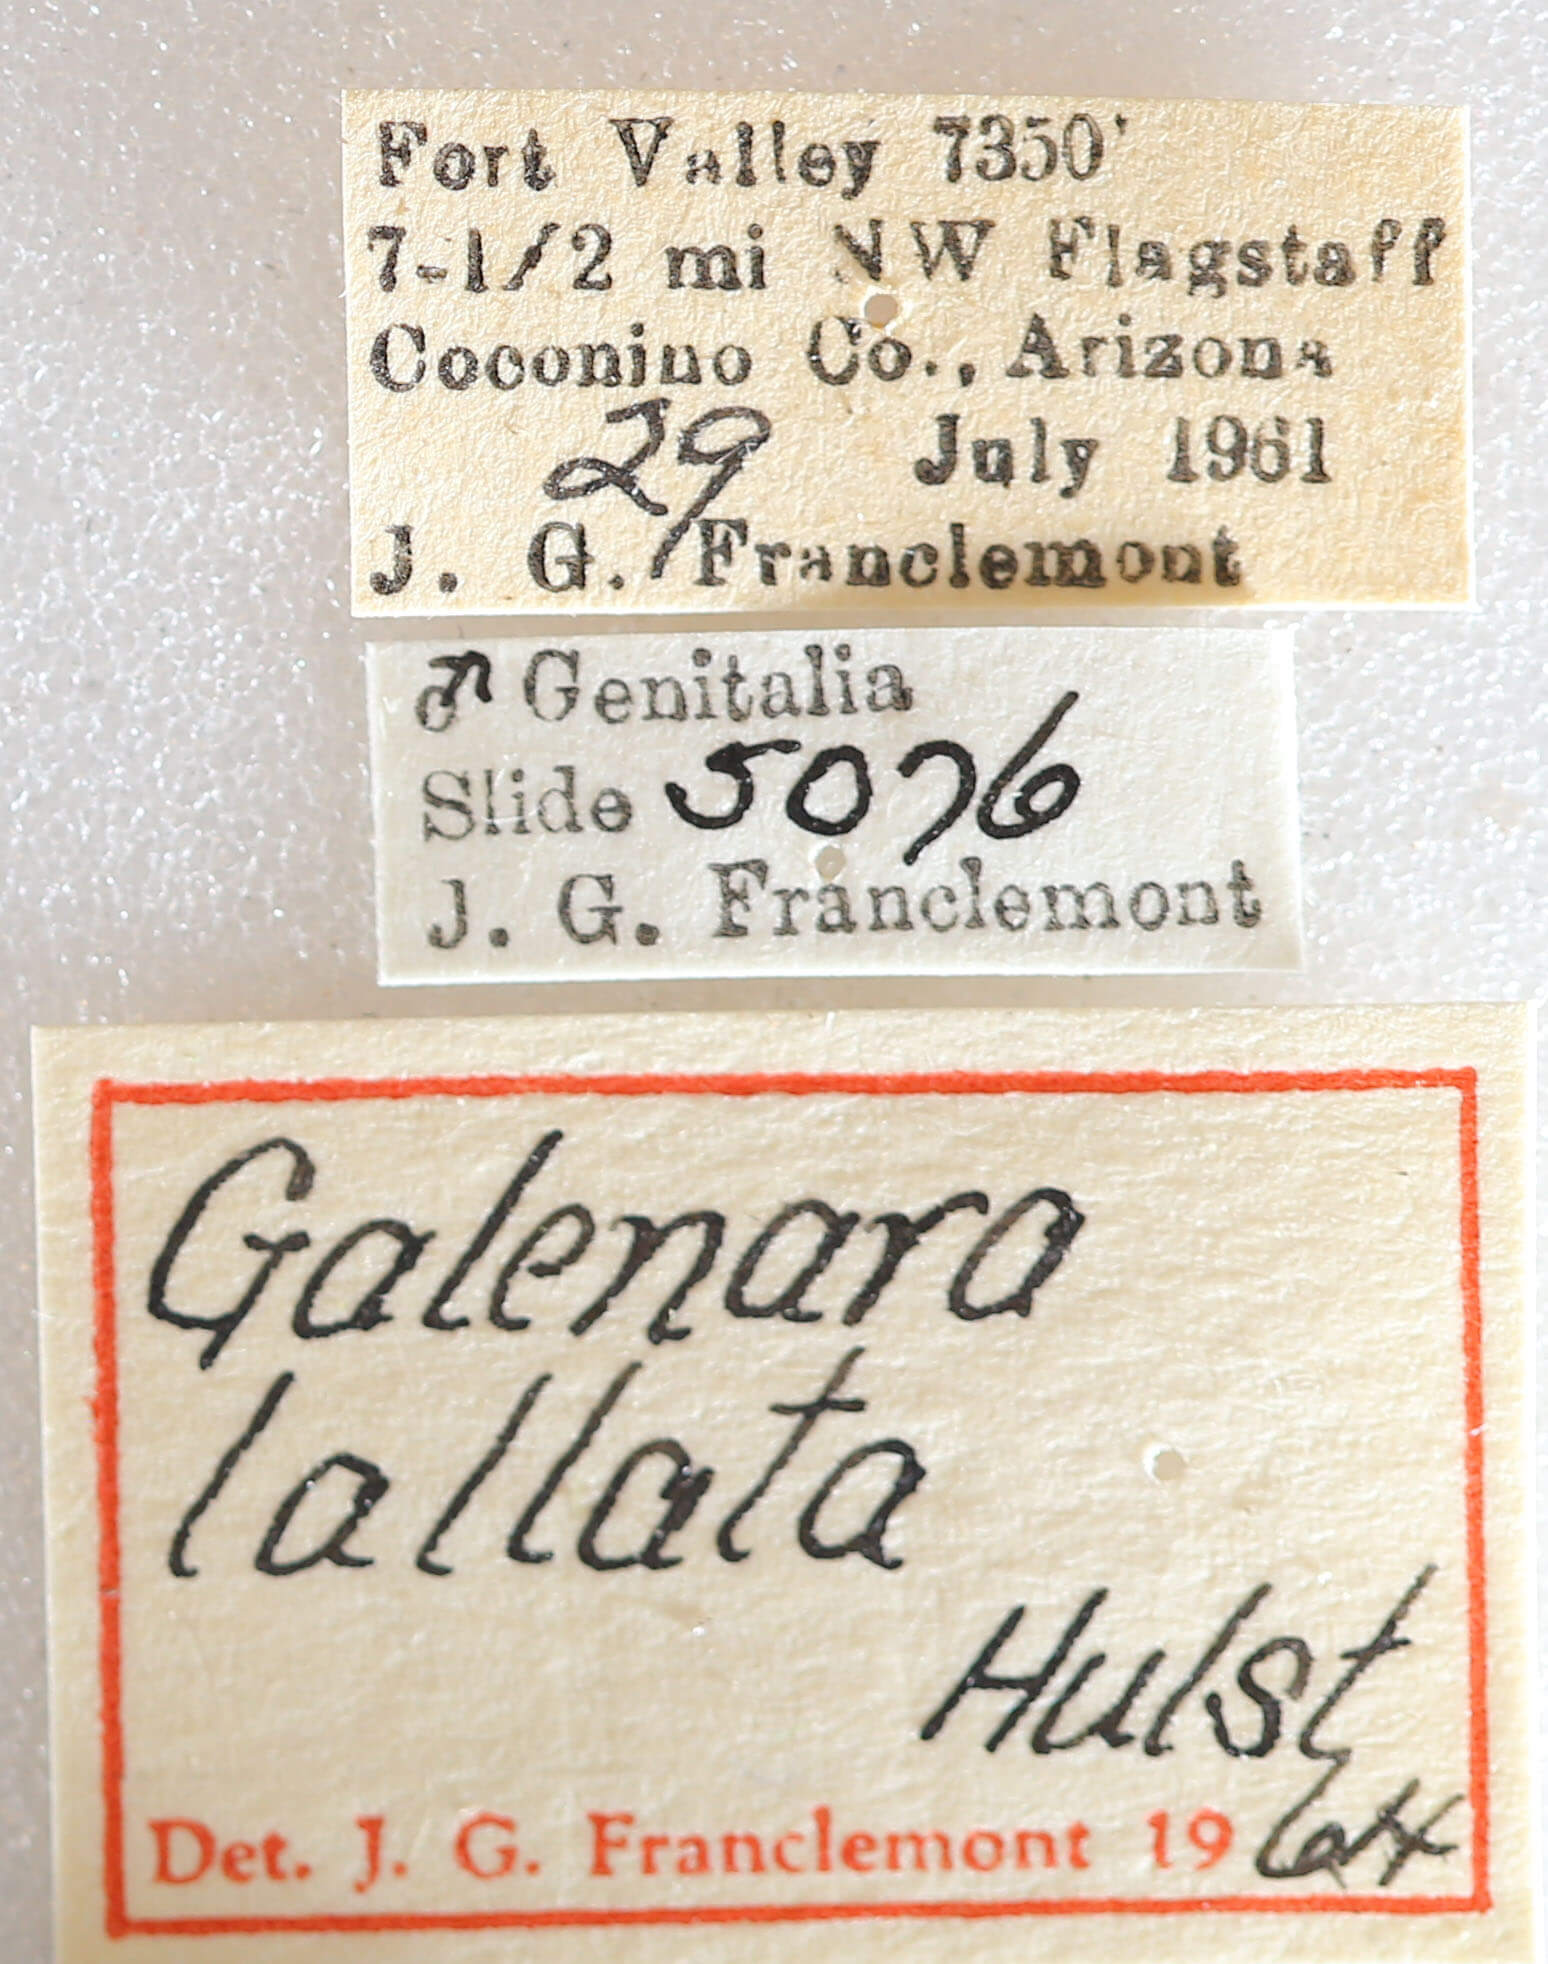 Fort Valley 7350'
7-1/2 mi NW Flagstaff
Coconino Co., Arizona
29 July 1961
J. G. Franclemont
♂ Genitalia
Slide 5076
J. G. Franclemont
Galenara
lallata
Hulst
Det. J. G. Franclemont 1964